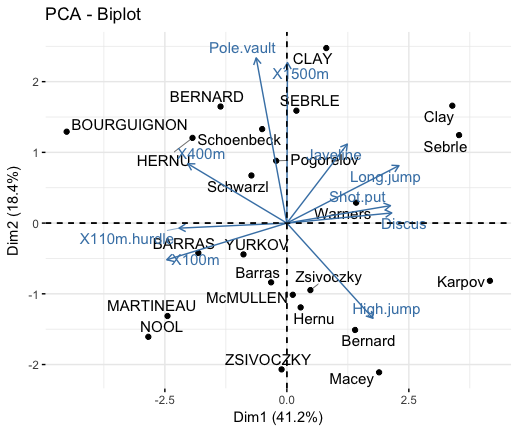 PCA - Biplot
Pole.vault
CLAY
X1500m
BERNARD
SEBRLE
Clay
BOURGUIGNON
Schoenbeck
Sebrle
X400m
Javeline
HERNU
Pogorelov
Long.jump
Schwarzl
Shot.put
Warners
Discus
X110m.hurdle
BARRAS
YURKOV
X100m
Barras
Zsivoczky
Karpov
McMULLEN
MARTINEAU
High.jump
Hernu
NOOL
Bernard
ZSIVOCZKY
Macey
2
1
0
-1
-2
-2.5
0.0
2.5
Dim1 (41.2%)
Dim2 (18.4%)